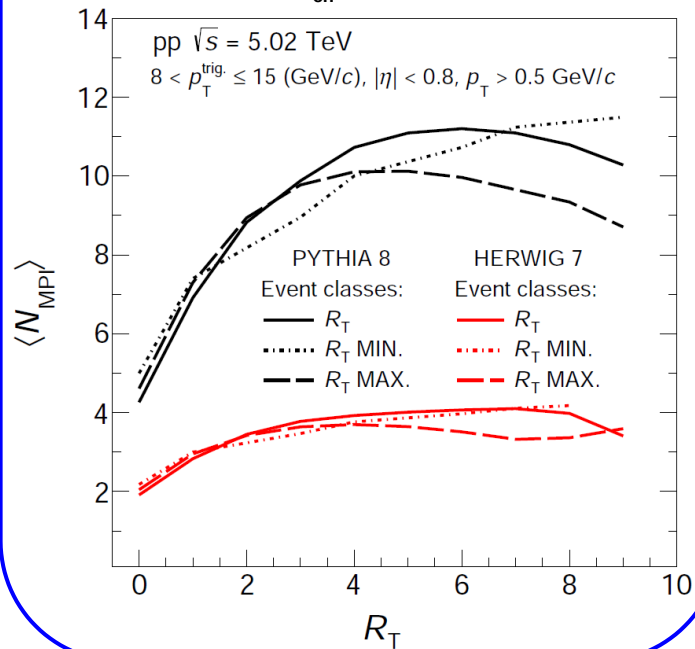 ch
14
pp √s = 5.02 TeV
8 < p_T^trig. ≤ 15 (GeV/c), |η| < 0.8, p_T > 0.5 GeV/c
12
10
8
PYTHIA 8 HERWIG 7
Event classes: Event classes:
R_T R_T
R_T MIN. R_T MIN.
R_T MAX. R_T MAX.
6
4
2
⟨N_MPI⟩
0 2 4 6 8 10
R_T